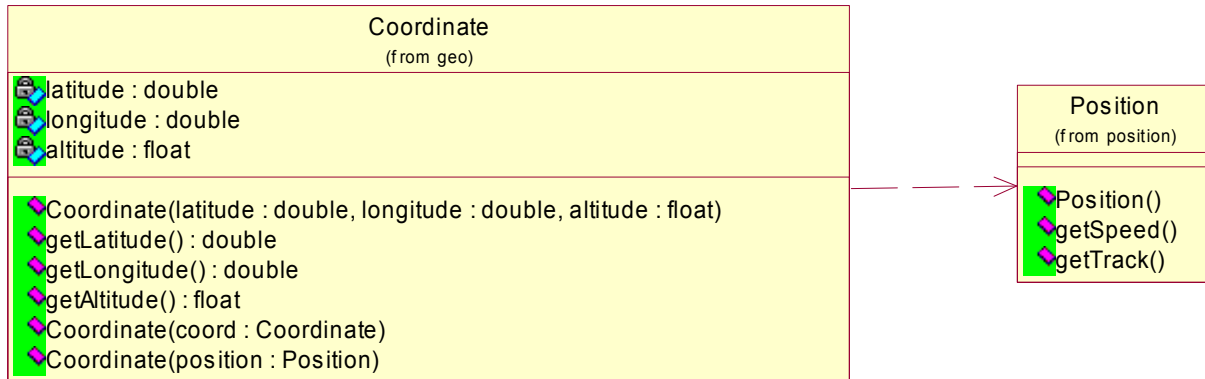 Coordinate
(from geo)
latitude : double
longitude : double
altitude : float
Coordinate(latitude : double, longitude : double, altitude : float)
getLatitude() : double
getLongitude() : double
getAltitude() : float
Coordinate(coord : Coordinate)
Coordinate(position : Position)
Position
(from position)
Position()
getSpeed()
getTrack()